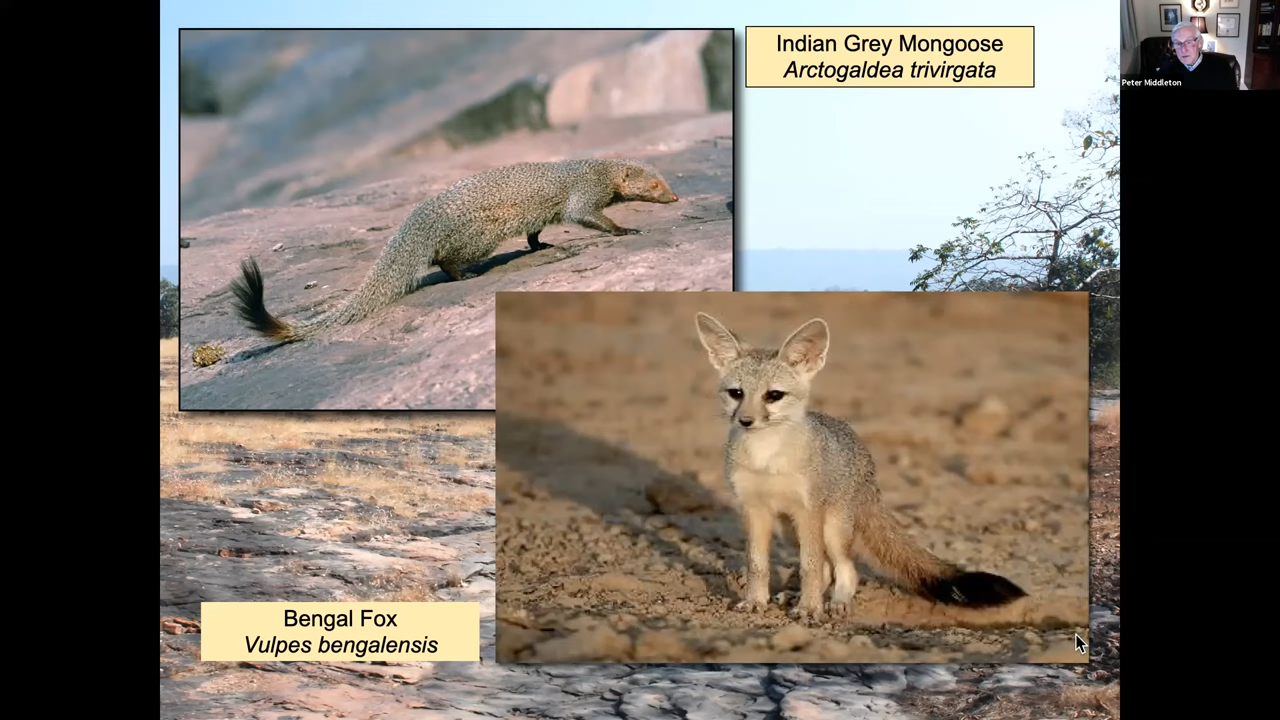 Indian Grey Mongoose
Arctogaldea trivirgata
Peter Middleton
Bengal Fox
Vulpes bengalensis